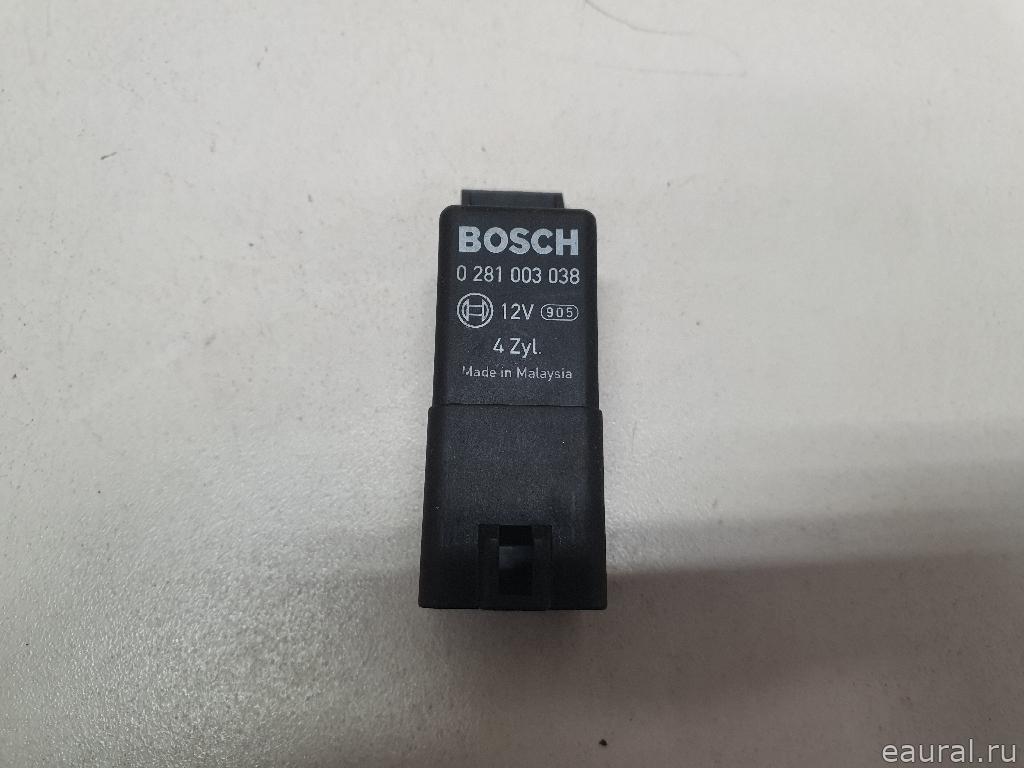 BOSCH
0 281 003 038
12V 905
4 Zyl.
Made in Malaysia
eaural.ru